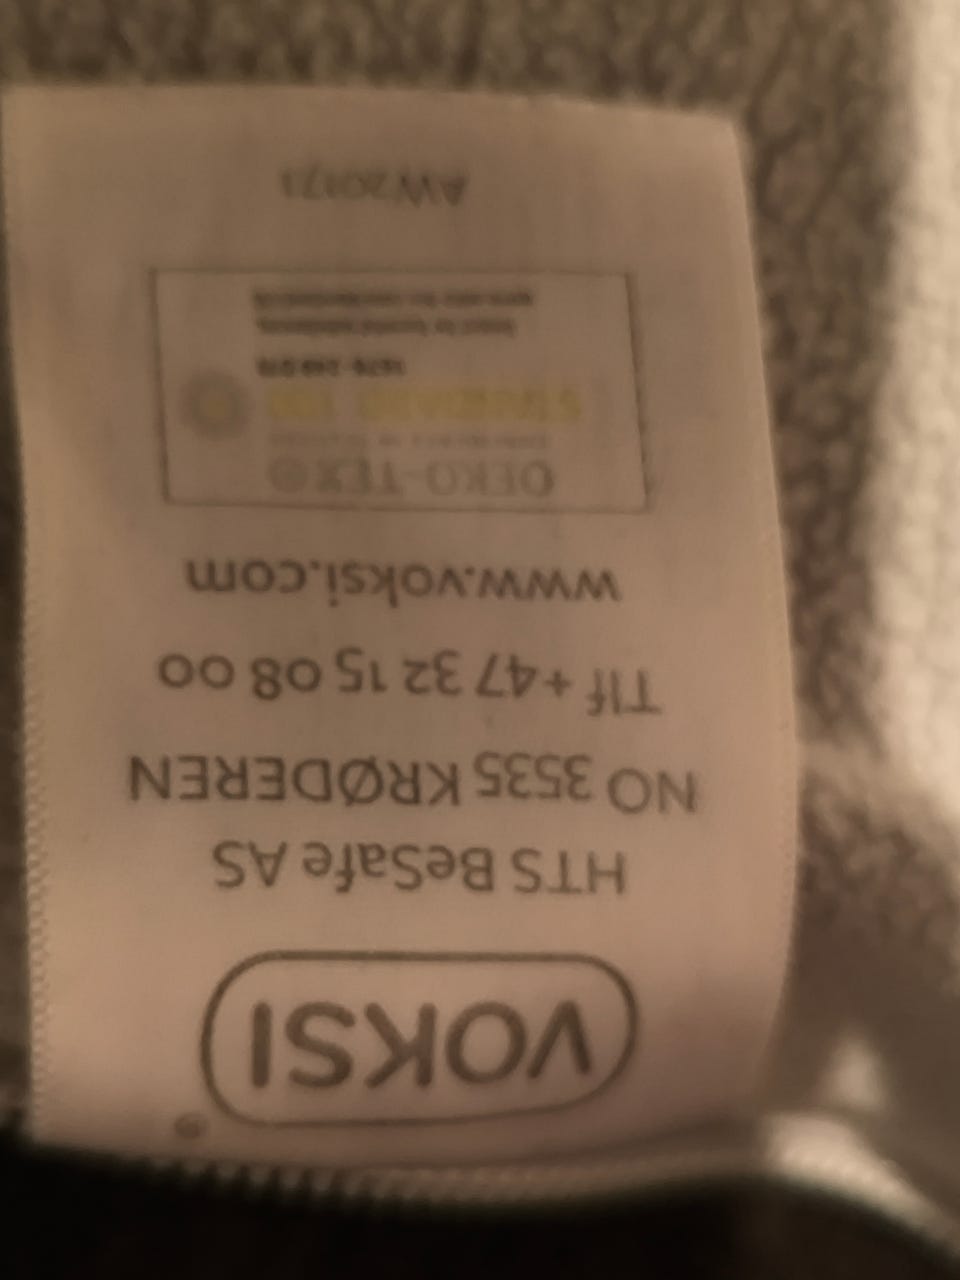 VOKSI
HTS BeSafe AS
NO 3535 KRØDEREN
Tlf +47 32 15 08 00
www.voksi.com
OEKO-TEX®
STANDARD 100
AW20171